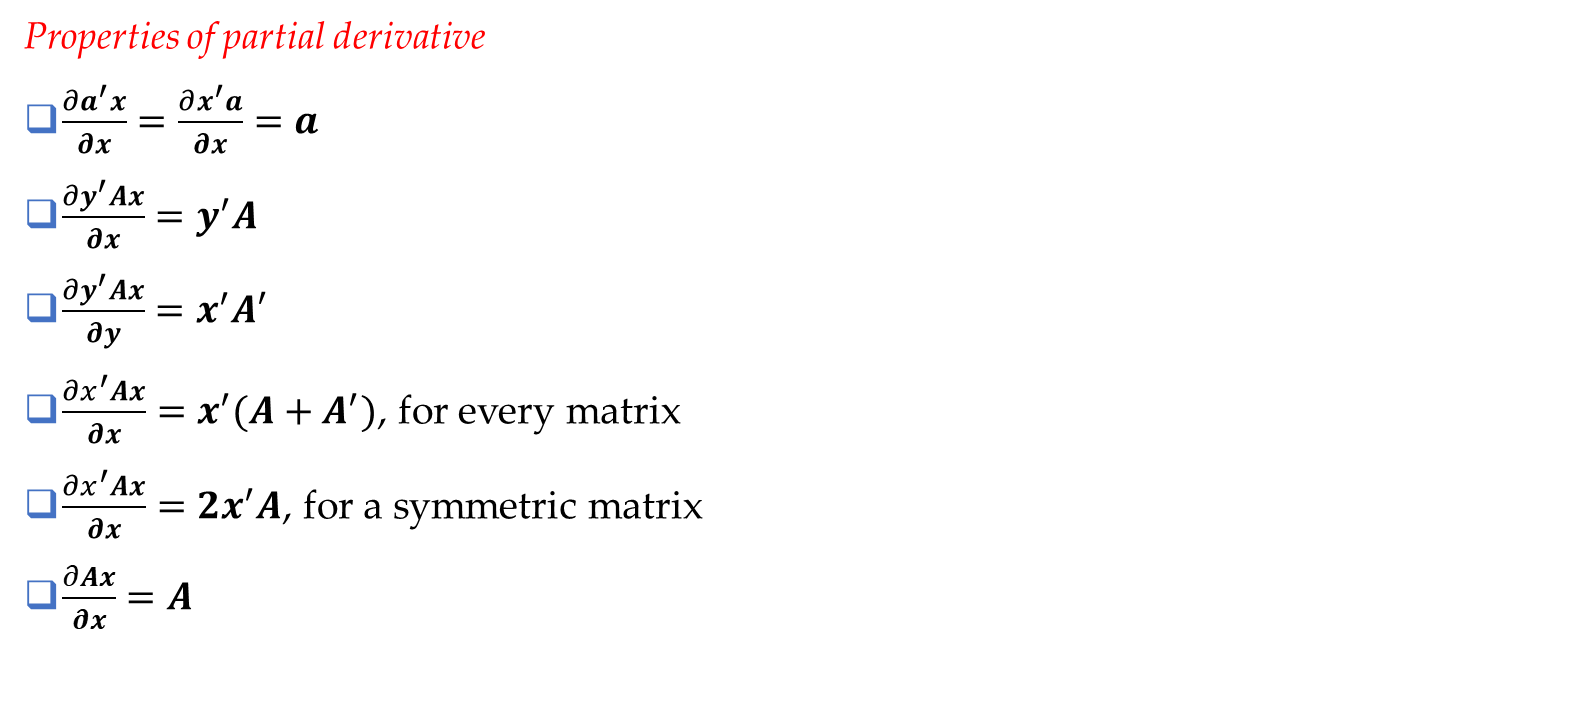 Properties of partial derivative
❑ ∂a′x/∂x = ∂x′a/∂x = a
❑ ∂y′Ax/∂x = y′A
❑ ∂y′Ax/∂y = x′A′
❑ ∂x′Ax/∂x = x′(A + A′), for every matrix
❑ ∂x′Ax/∂x = 2x′A, for a symmetric matrix
❑ ∂Ax/∂x = A